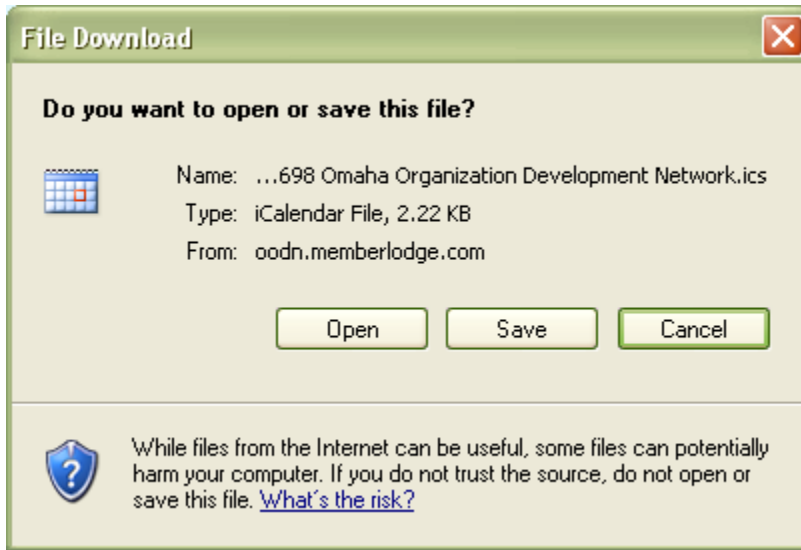 File Download
Do you want to open or save this file?
Name: ...698 Omaha Organization Development Network.ics
Type: iCalendar File, 2.22 KB
From: oodn.memberlodge.com
Open Save Cancel
While files from the Internet can be useful, some files can potentially
harm your computer. If you do not trust the source, do not open or
save this file. What's the risk?